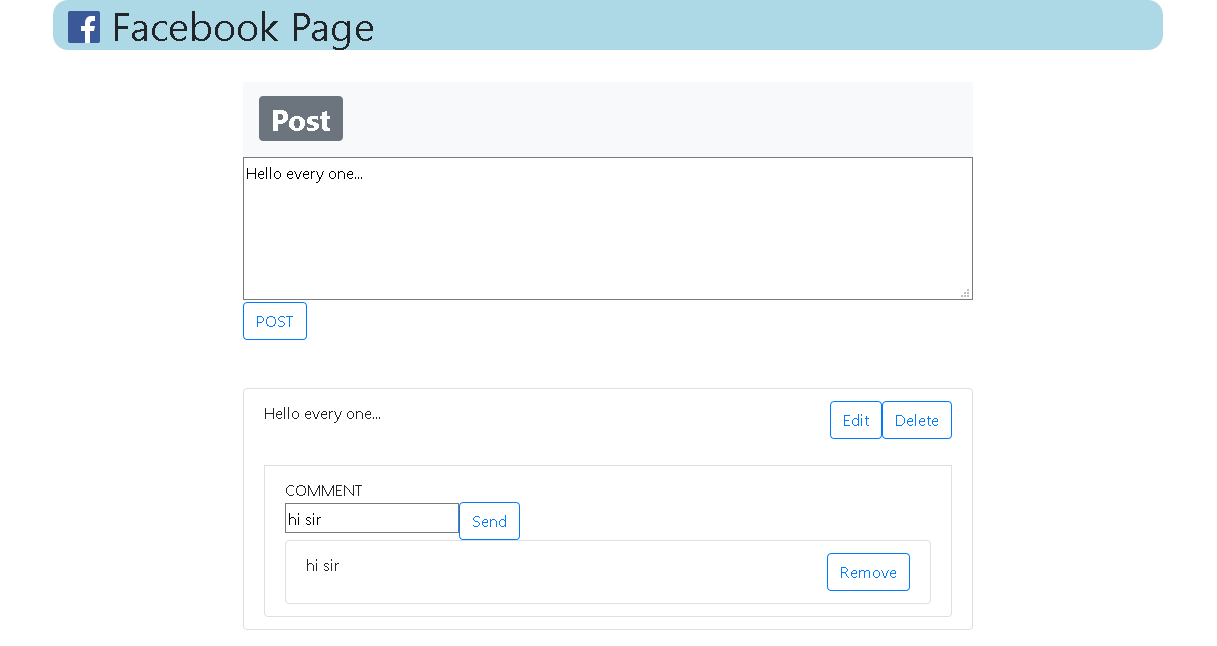 Facebook Page
Post
Hello every one...
POST
Hello every one...
Edit Delete
COMMENT
hi sir Send
hi sir Remove